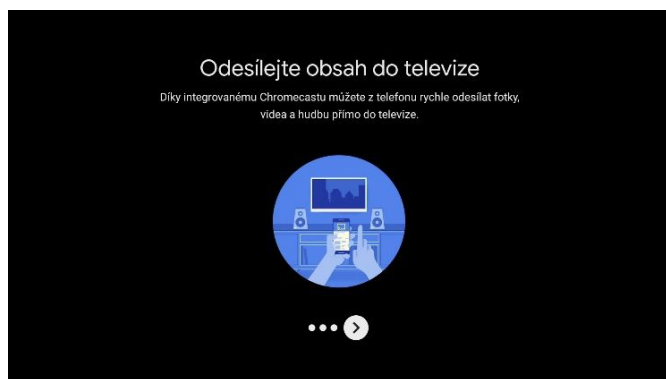 Odesílejte obsah do televize
Díky integrovanému Chromecastu můžete z telefonu rychle odesílat fotky,
videa a hudbu přímo do televize.